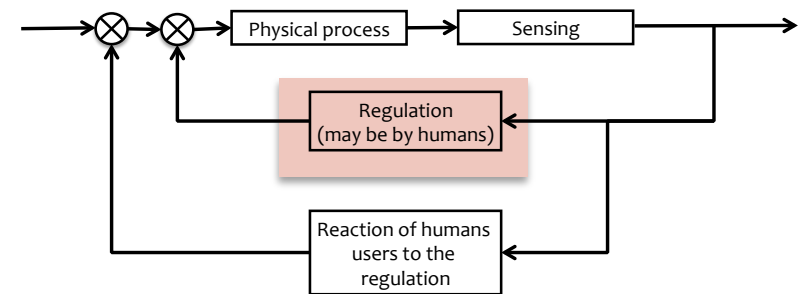 Physical process
Sensing
Regulation
(may be by humans)
Reaction of humans
users to the
regulation